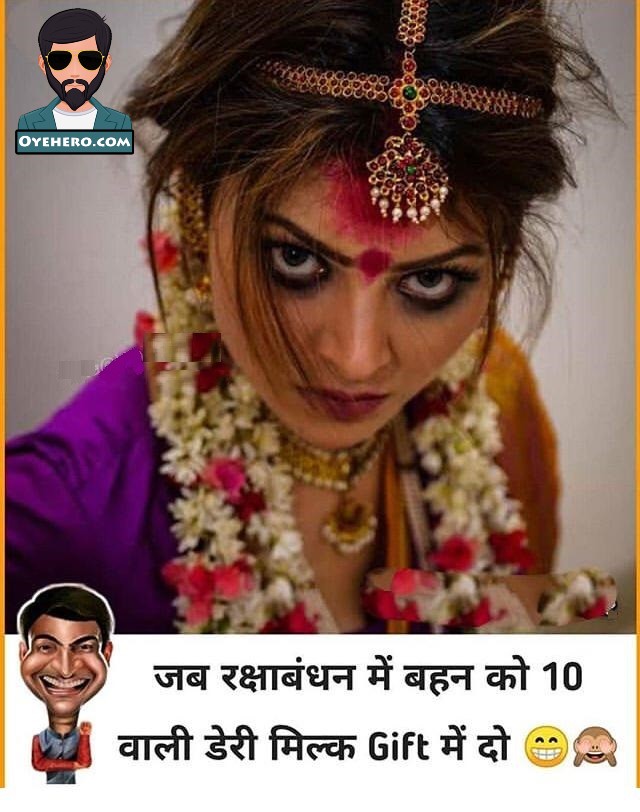 OYEHERO.COM
जब रक्षाबंधन में बहन को 10
वाली डेरी मिल्क Gift में दो 😁🙈